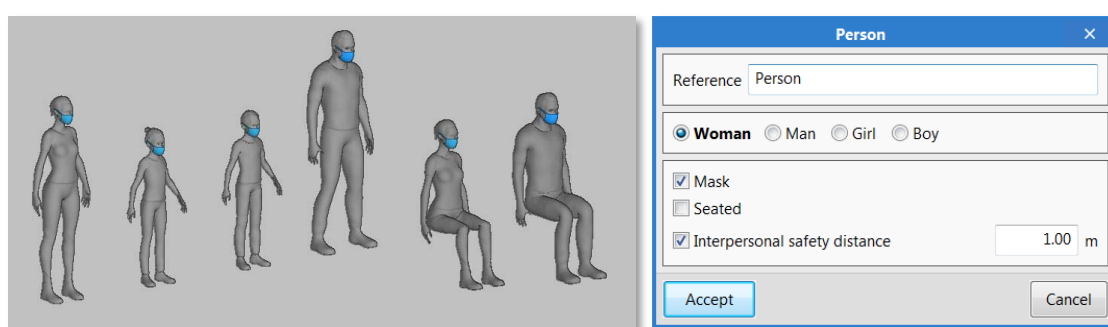 Person
Reference Person
Woman Man Girl Boy
Mask
Seated
Interpersonal safety distance 1.00 m
Accept Cancel